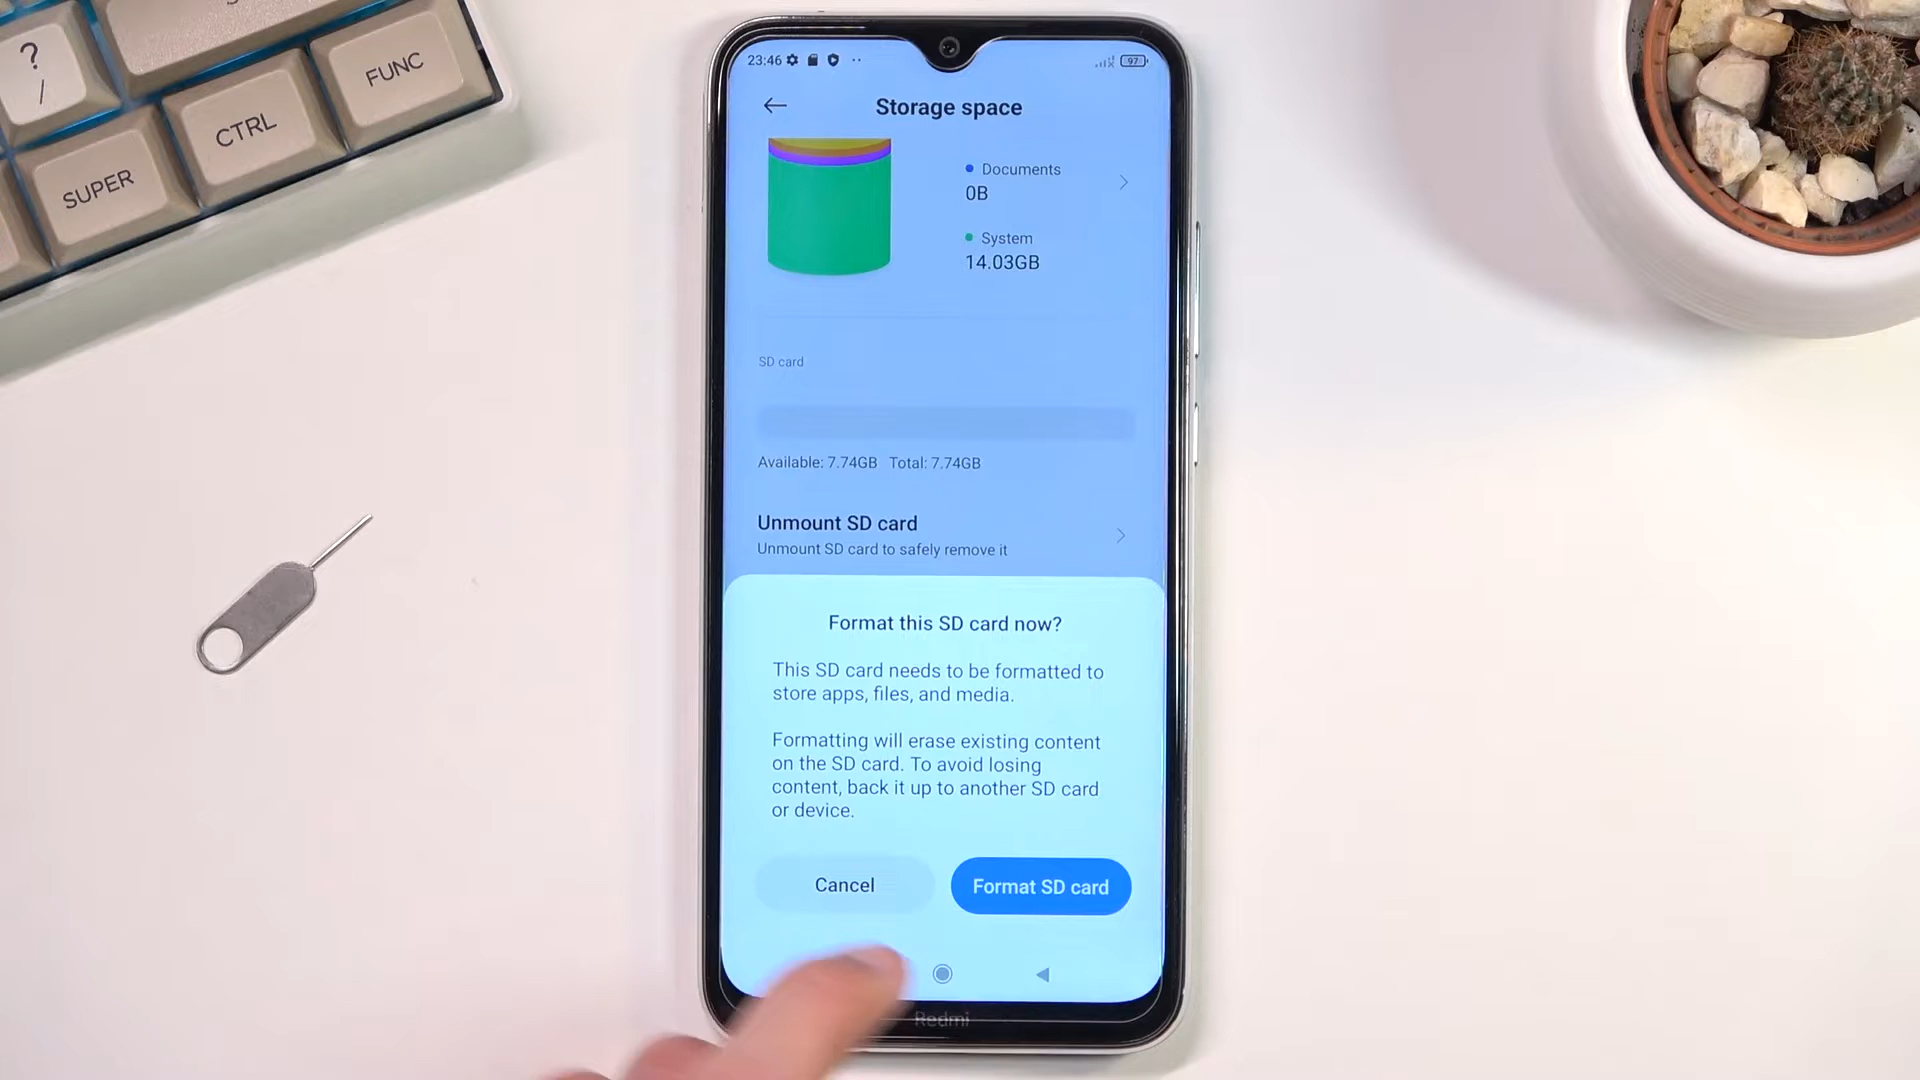 ?
/
FUNC
CTRL
SUPER
23:46
97
Storage space
Documents
0B
System
14.03GB
SD card
Available: 7.74GB Total: 7.74GB
Unmount SD card
Unmount SD card to safely remove it
Format this SD card now?
This SD card needs to be formatted to
store apps, files, and media.
Formatting will erase existing content
on the SD card. To avoid losing
content, back it up to another SD card
or device.
Cancel
Format SD card
Redmi